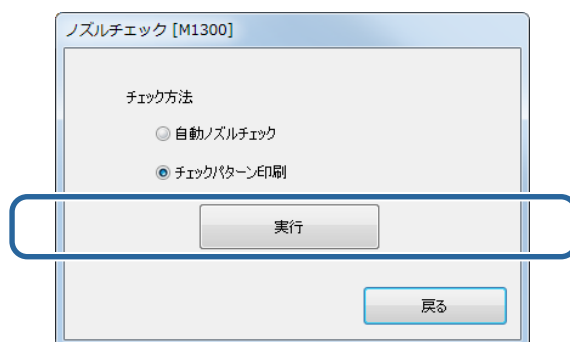 ノズルチェック [M1300]
チェック方法
自動ノズルチェック
チェックパターン印刷
実行
戻る